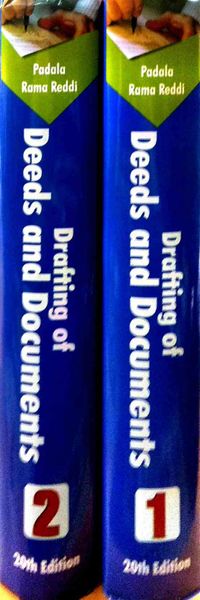 Padala
Rama Reddi
Drafting of
Deeds and Documents
2
20th Edition
Padala
Rama Reddi
Drafting of
Deeds and Documents
1
20th Edition